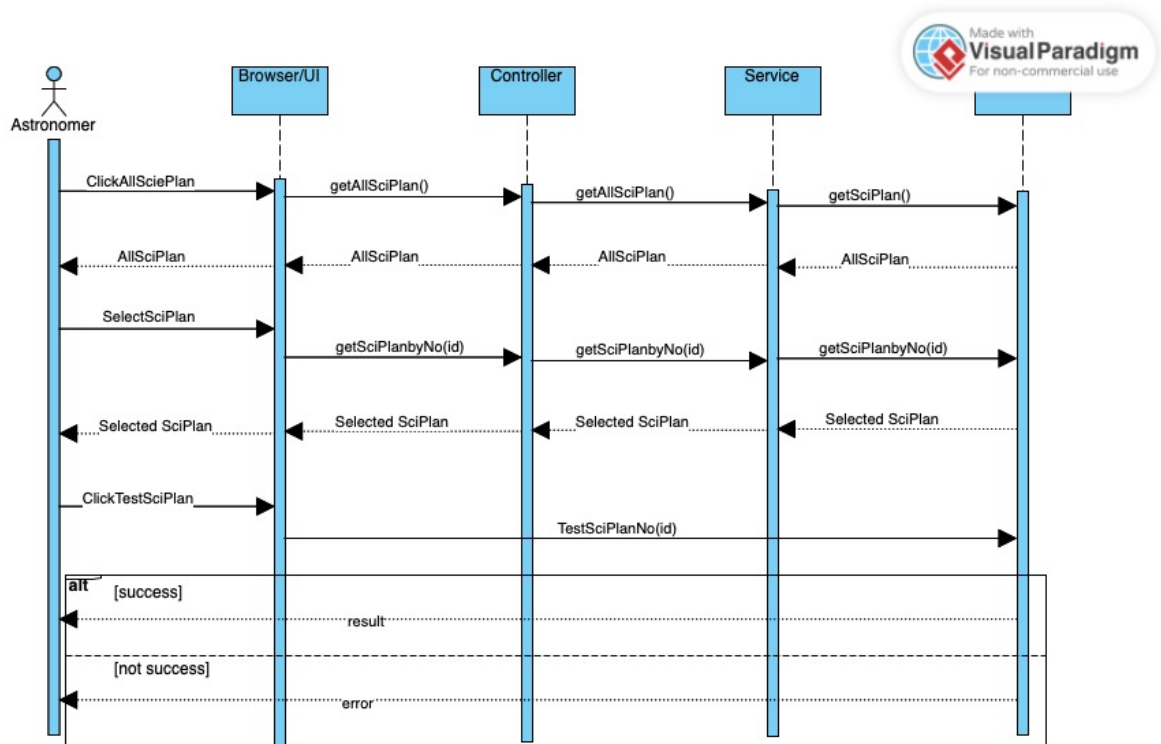 Made with
Visual Paradigm
For non-commercial use
Browser/UI
Controller
Service
Astronomer
ClickAllSciePlan
getAllSciPlan()
getAllSciPlan()
getSciPlan()
AllSciPlan
AllSciPlan
AllSciPlan
AllSciPlan
SelectSciPlan
getSciPlanbyNo(id)
getSciPlanbyNo(id)
getSciPlanbyNo(id)
Selected SciPlan
Selected SciPlan
Selected SciPlan
Selected SciPlan
ClickTestSciPlan
TestSciPlanNo(id)
alt
[success]
result
[not success]
error